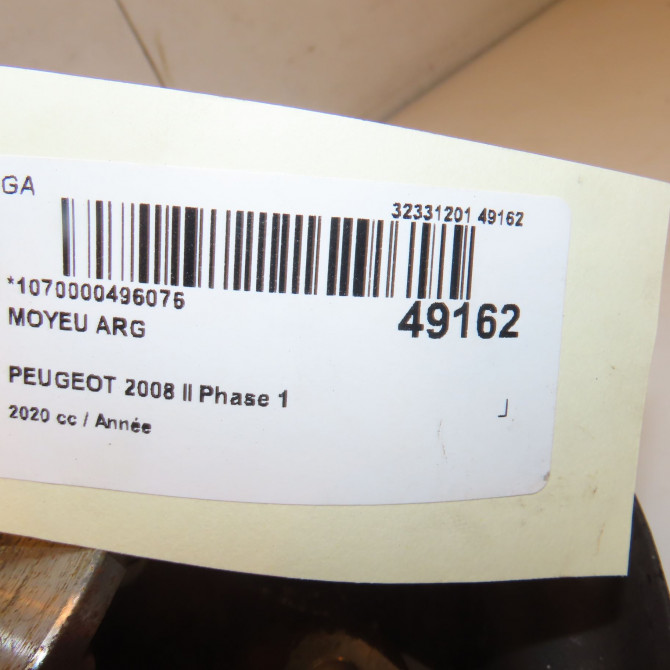 GA
32331201 49162
*1070000496076
49162
MOYEU ARG
PEUGEOT 2008 II Phase 1
2020 cc / Année